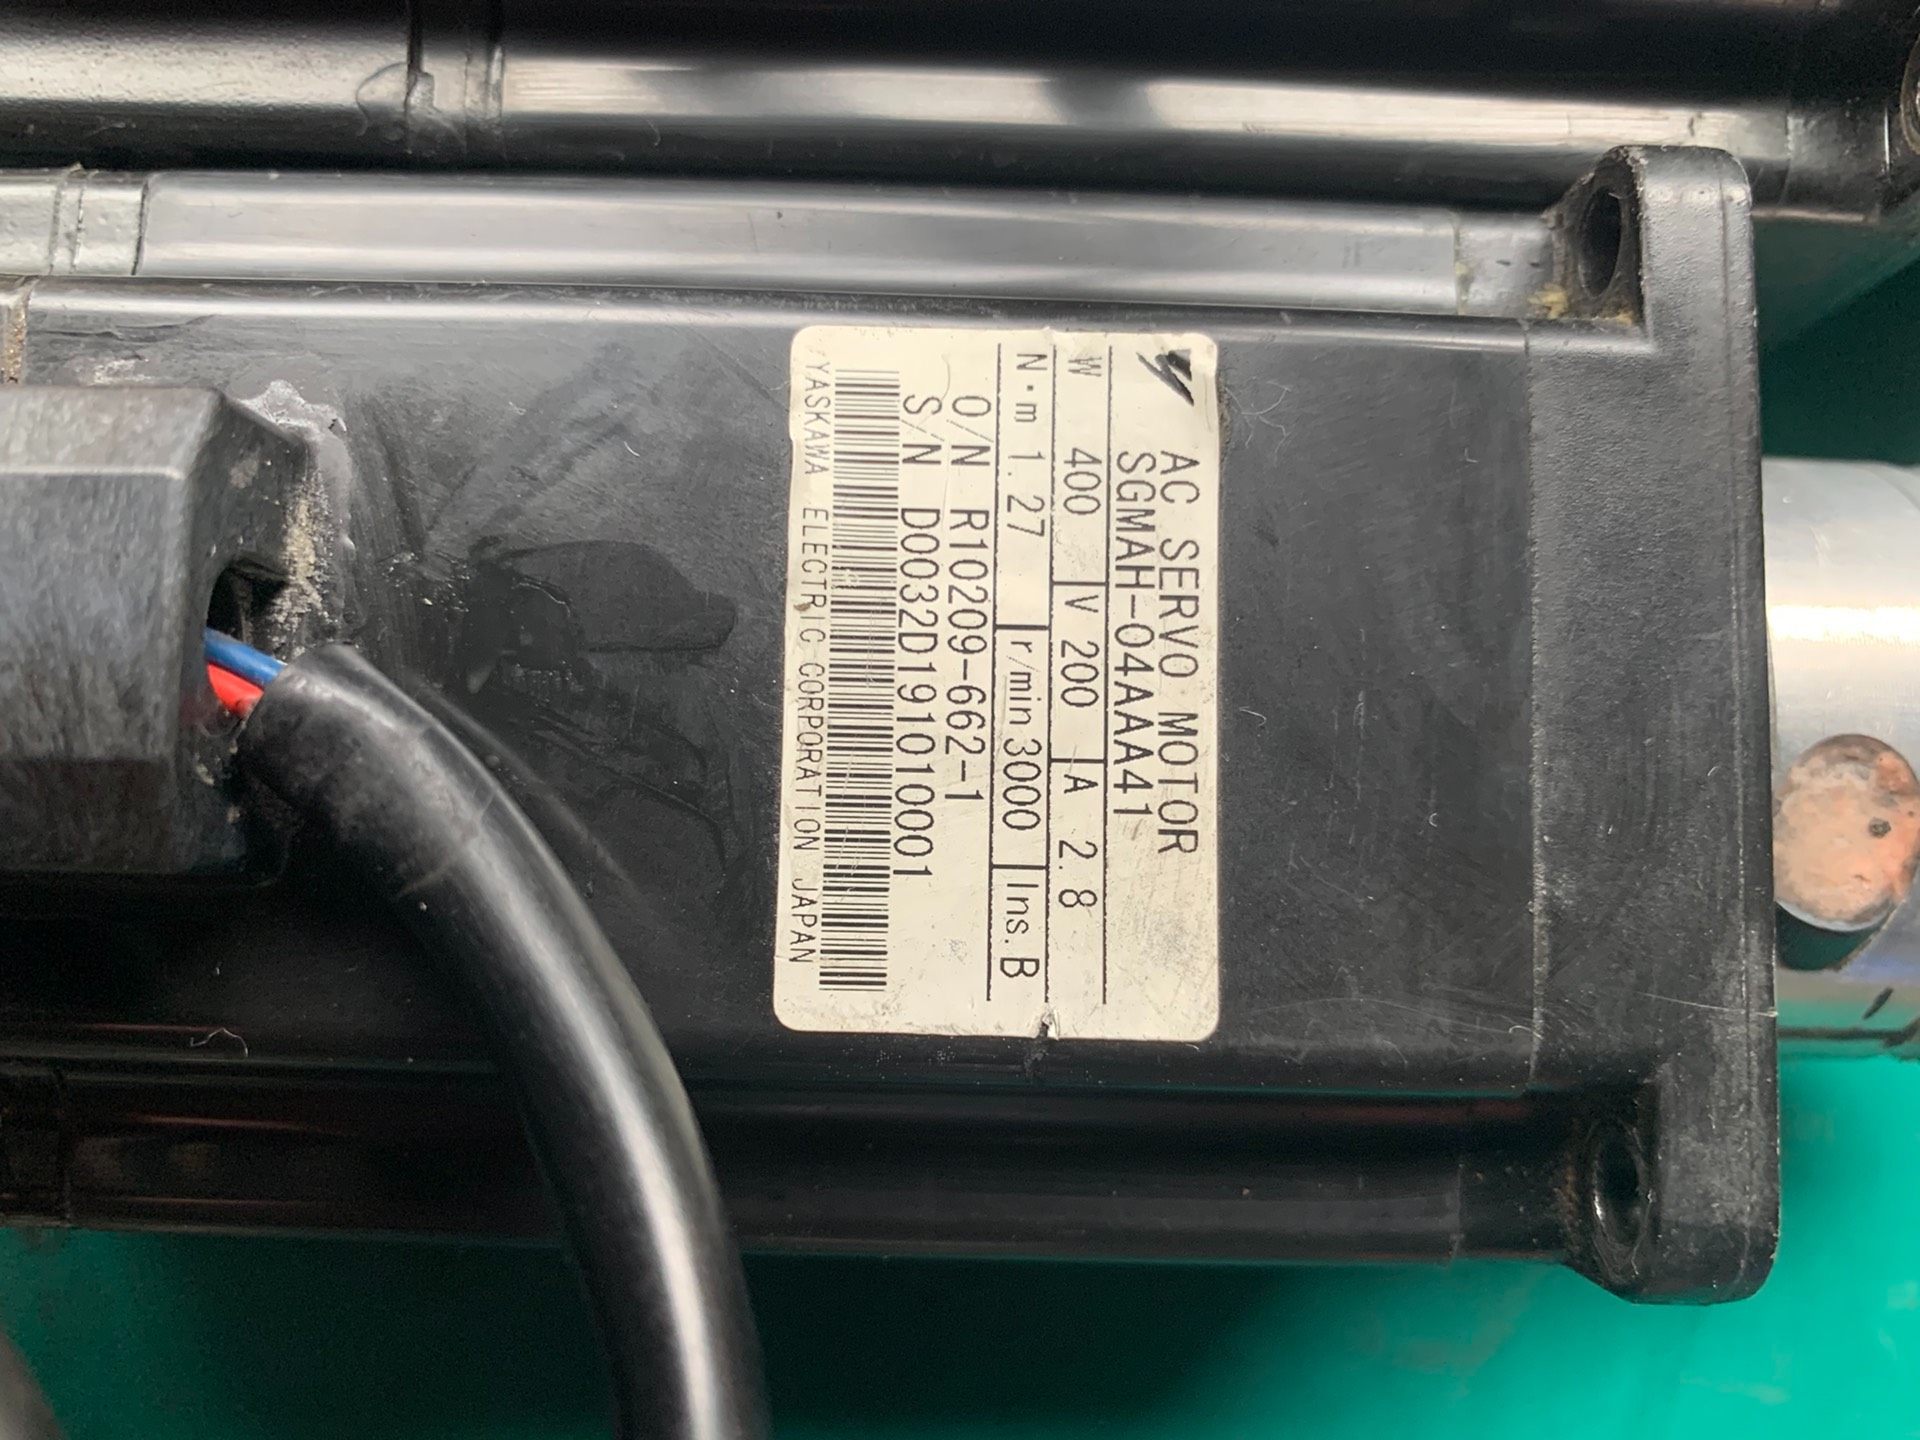 AC SERVO MOTOR
SGMAH-04AAA41
W 400 V 200 A 2.8
N·m 1.27 r/min 3000 Ins. B
O/N R10209-662-1
S/N D0032D191010001
YASKAWA ELECTRIC CORPORATION JAPAN